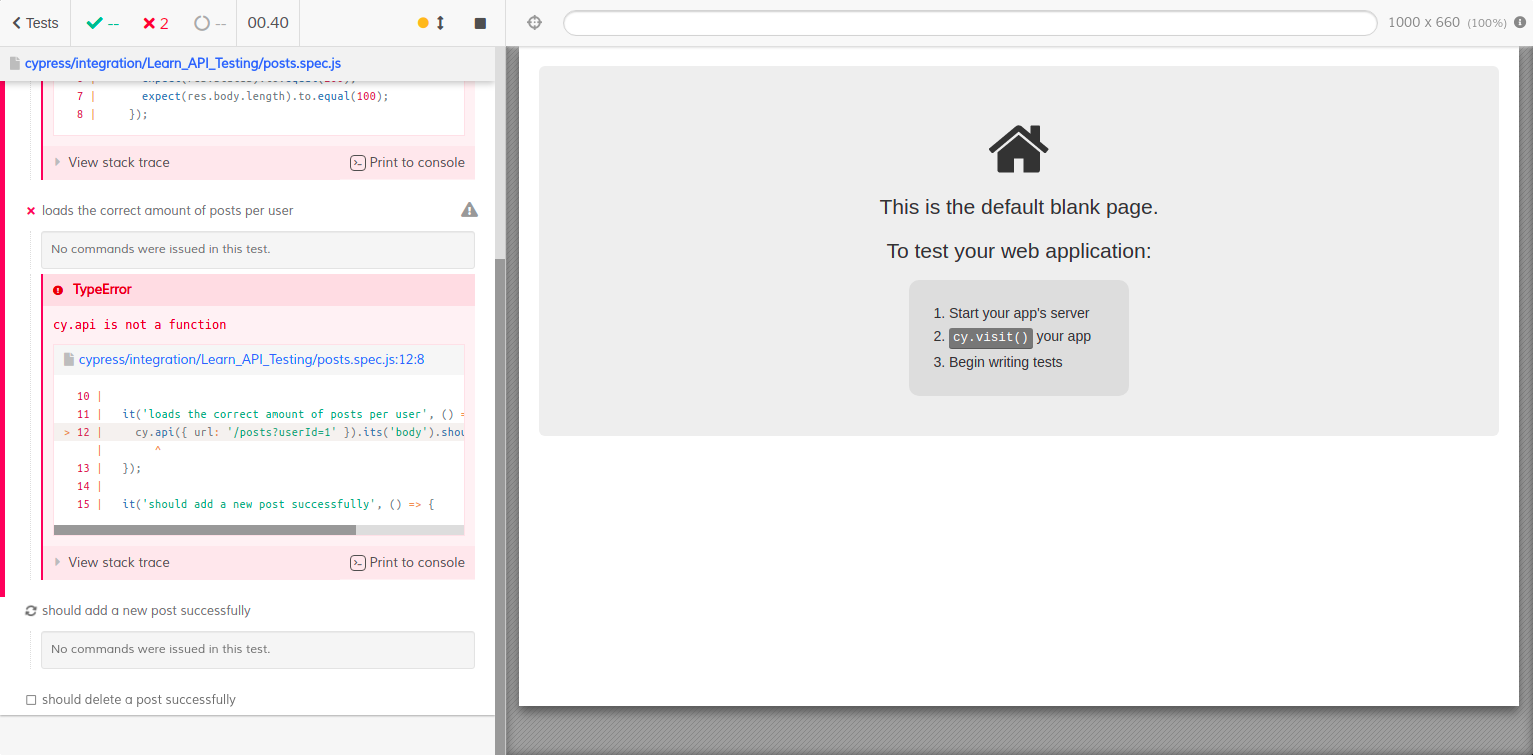 Tests
--
2
--
00.40
1000 x 660 (100%)
cypress/integration/Learn_API_Testing/posts.spec.js
7 | expect(res.body.length).to.equal(100);
8 | });
View stack trace
Print to console
loads the correct amount of posts per user
No commands were issued in this test.
TypeError
cy.api is not a function
cypress/integration/Learn_API_Testing/posts.spec.js:12:8
10 |
11 | it('loads the correct amount of posts per user', () =
> 12 | cy.api({ url: '/posts?userId=1' }).its('body').shou
| ^
13 | });
14 |
15 | it('should add a new post successfully', () => {
View stack trace
Print to console
should add a new post successfully
No commands were issued in this test.
should delete a post successfully
This is the default blank page.
To test your web application:
1. Start your app's server
2. cy.visit() your app
3. Begin writing tests